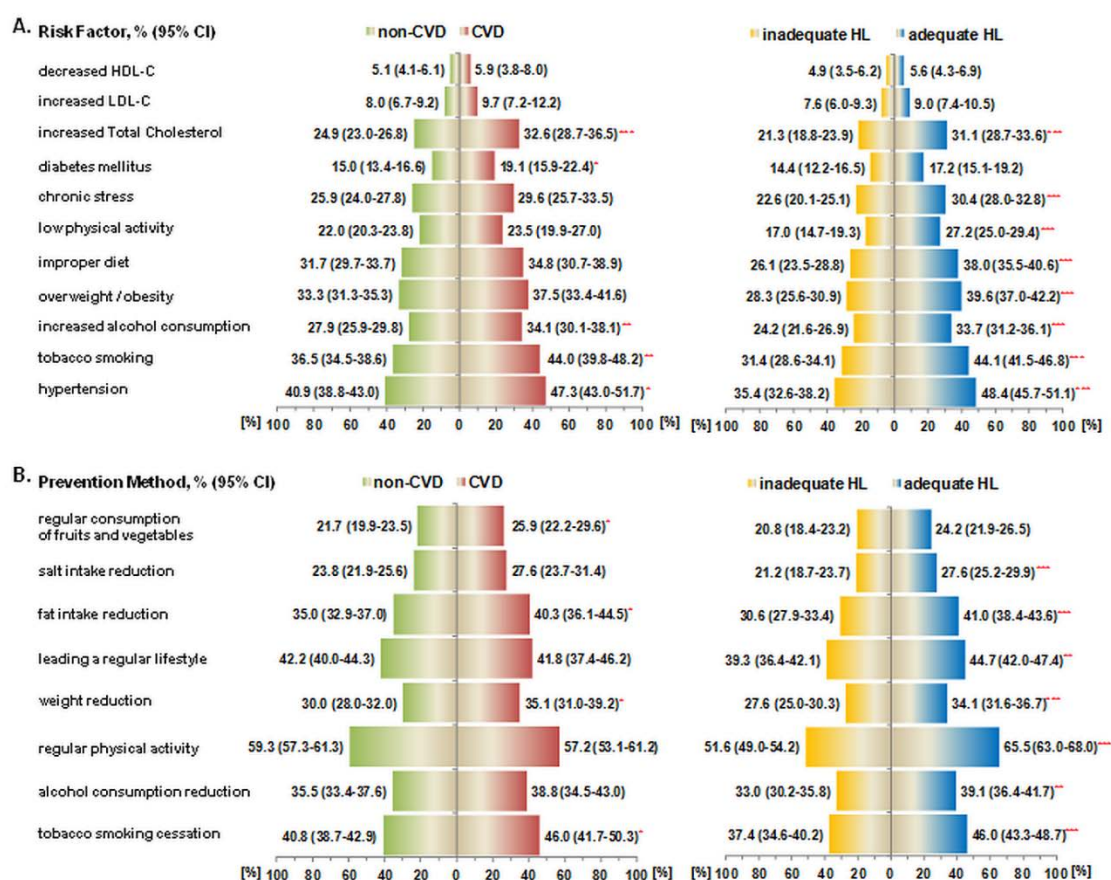 A. Risk Factor, % (95% CI) non-CVD CVD inadequate HL adequate HL
decreased HDL-C 5.1 (4.1-6.1) 5.9 (3.8-8.0) 4.9 (3.5-6.2) 5.6 (4.3-6.9)
increased LDL-C 8.0 (6.7-9.2) 9.7 (7.2-12.2) 7.6 (6.0-9.3) 9.0 (7.4-10.5)
increased Total Cholesterol 24.9 (23.0-26.8) 32.6 (28.7-36.5)*** 21.3 (18.8-23.9) 31.1 (28.7-33.6)***
diabetes mellitus 15.0 (13.4-16.6) 19.1 (15.9-22.4)* 14.4 (12.2-16.5) 17.2 (15.1-19.2)
chronic stress 25.9 (24.0-27.8) 29.6 (25.7-33.5) 22.6 (20.1-25.1) 30.4 (28.0-32.8)***
low physical activity 22.0 (20.3-23.8) 23.5 (19.9-27.0) 17.0 (14.7-19.3) 27.2 (25.0-29.4)***
improper diet 31.7 (29.7-33.7) 34.8 (30.7-38.9) 26.1 (23.5-28.8) 38.0 (35.5-40.6)***
overweight / obesity 33.3 (31.3-35.3) 37.5 (33.4-41.6) 28.3 (25.6-30.9) 39.6 (37.0-42.2)***
increased alcohol consumption 27.9 (25.9-29.8) 34.1 (30.1-38.1)** 24.2 (21.6-26.9) 33.7 (31.2-36.1)***
tobacco smoking 36.5 (34.5-38.6) 44.0 (39.8-48.2)** 31.4 (28.6-34.1) 44.1 (41.5-46.8)***
hypertension 40.9 (38.8-43.0) 47.3 (43.0-51.7)* 35.4 (32.6-38.2) 48.4 (45.7-51.1)***
[%] 100 80 60 40 20 0 20 40 60 80 100 [%] [%] 100 80 60 40 20 0 20 40 60 80 100 [%]
B. Prevention Method, % (95% CI) non-CVD CVD inadequate HL adequate HL
regular consumption
of fruits and vegetables 21.7 (19.9-23.5) 25.9 (22.2-29.6)* 20.8 (18.4-23.2) 24.2 (21.9-26.5)
salt intake reduction 23.8 (21.9-25.6) 27.6 (23.7-31.4) 21.2 (18.7-23.7) 27.6 (25.2-29.9)***
fat intake reduction 35.0 (32.9-37.0) 40.3 (36.1-44.5)* 30.6 (27.9-33.4) 41.0 (38.4-43.6)***
leading a regular lifestyle 42.2 (40.0-44.3) 41.8 (37.4-46.2) 39.3 (36.4-42.1) 44.7 (42.0-47.4)**
weight reduction 30.0 (28.0-32.0) 35.1 (31.0-39.2)* 27.6 (25.0-30.3) 34.1 (31.6-36.7)***
regular physical activity 59.3 (57.3-61.3) 57.2 (53.1-61.2) 51.6 (49.0-54.2) 65.5 (63.0-68.0)***
alcohol consumption reduction 35.5 (33.4-37.6) 38.8 (34.5-43.0) 33.0 (30.2-35.8) 39.1 (36.4-41.7)**
tobacco smoking cessation 40.8 (38.7-42.9) 46.0 (41.7-50.3)* 37.4 (34.6-40.2) 46.0 (43.3-48.7)***
[%] 100 80 60 40 20 0 20 40 60 80 100 [%] [%] 100 80 60 40 20 0 20 40 60 80 100 [%]